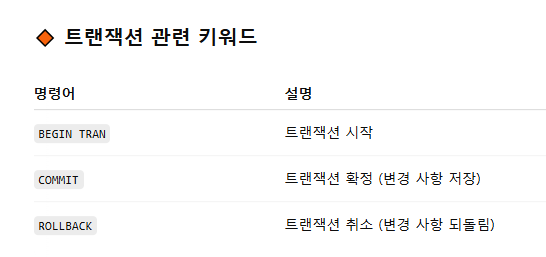 트랜잭션 관련 키워드
명령어 설명
BEGIN TRAN 트랜잭션 시작
COMMIT 트랜잭션 확정 (변경 사항 저장)
ROLLBACK 트랜잭션 취소 (변경 사항 되돌림)